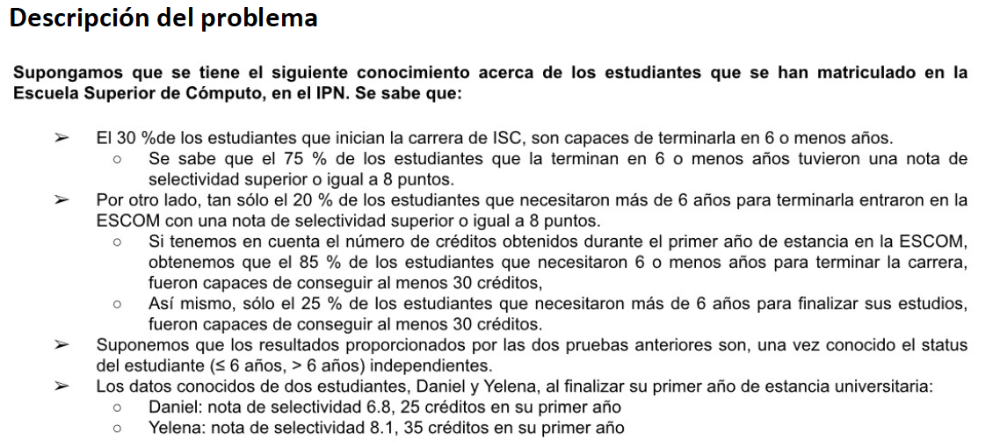 Descripción del problema
Supongamos que se tiene el siguiente conocimiento acerca de los estudiantes que se han matriculado en la
Escuela Superior de Cómputo, en el IPN. Se sabe que:
➢ El 30 %de los estudiantes que inician la carrera de ISC, son capaces de terminarla en 6 o menos años.
○ Se sabe que el 75 % de los estudiantes que la terminan en 6 o menos años tuvieron una nota de
selectividad superior o igual a 8 puntos.
➢ Por otro lado, tan sólo el 20 % de los estudiantes que necesitaron más de 6 años para terminarla entraron en la
ESCOM con una nota de selectividad superior o igual a 8 puntos.
○ Si tenemos en cuenta el número de créditos obtenidos durante el primer año de estancia en la ESCOM,
obtenemos que el 85 % de los estudiantes que necesitaron 6 o menos años para terminar la carrera,
fueron capaces de conseguir al menos 30 créditos,
○ Así mismo, sólo el 25 % de los estudiantes que necesitaron más de 6 años para finalizar sus estudios,
fueron capaces de conseguir al menos 30 créditos.
➢ Suponemos que los resultados proporcionados por las dos pruebas anteriores son, una vez conocido el status
del estudiante (≤ 6 años, > 6 años) independientes.
➢ Los datos conocidos de dos estudiantes, Daniel y Yelena, al finalizar su primer año de estancia universitaria:
○ Daniel: nota de selectividad 6.8, 25 créditos en su primer año
○ Yelena: nota de selectividad 8.1, 35 créditos en su primer año